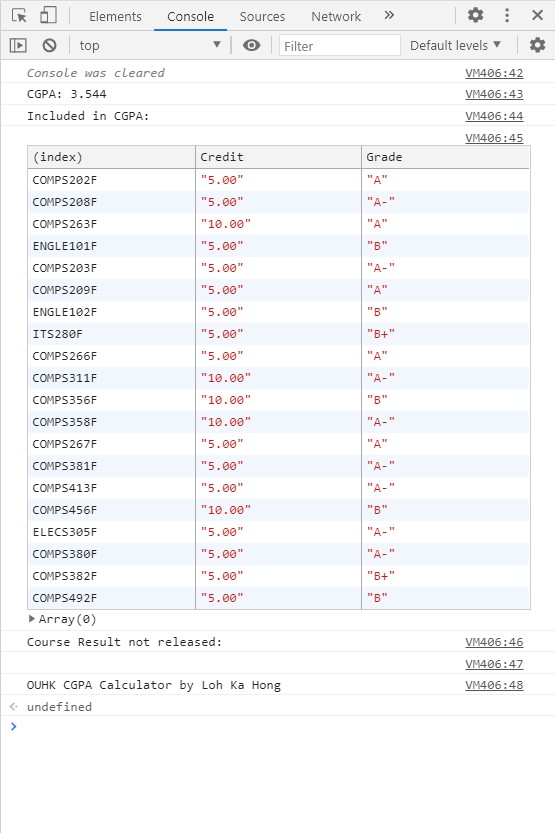 Elements Console Sources Network »
top Filter Default levels
Console was cleared VM406:42
CGPA: 3.544 VM406:43
Included in CGPA: VM406:44
VM406:45
(index) Credit Grade
COMPS202F "5.00" "A"
COMPS208F "5.00" "A-"
COMPS263F "10.00" "A"
ENGLE101F "5.00" "B"
COMPS203F "5.00" "A-"
COMPS209F "5.00" "A"
ENGLE102F "5.00" "B"
ITS280F "5.00" "B+"
COMPS266F "5.00" "A"
COMPS311F "10.00" "A-"
COMPS356F "10.00" "B"
COMPS358F "10.00" "A-"
COMPS267F "5.00" "A"
COMPS381F "5.00" "A-"
COMPS413F "5.00" "A-"
COMPS456F "10.00" "B"
ELECS305F "5.00" "A-"
COMPS380F "5.00" "A-"
COMPS382F "5.00" "B+"
COMPS492F "5.00" "B"
Array(0)
Course Result not released: VM406:46
VM406:47
OUHK CGPA Calculator by Loh Ka Hong VM406:48
undefined